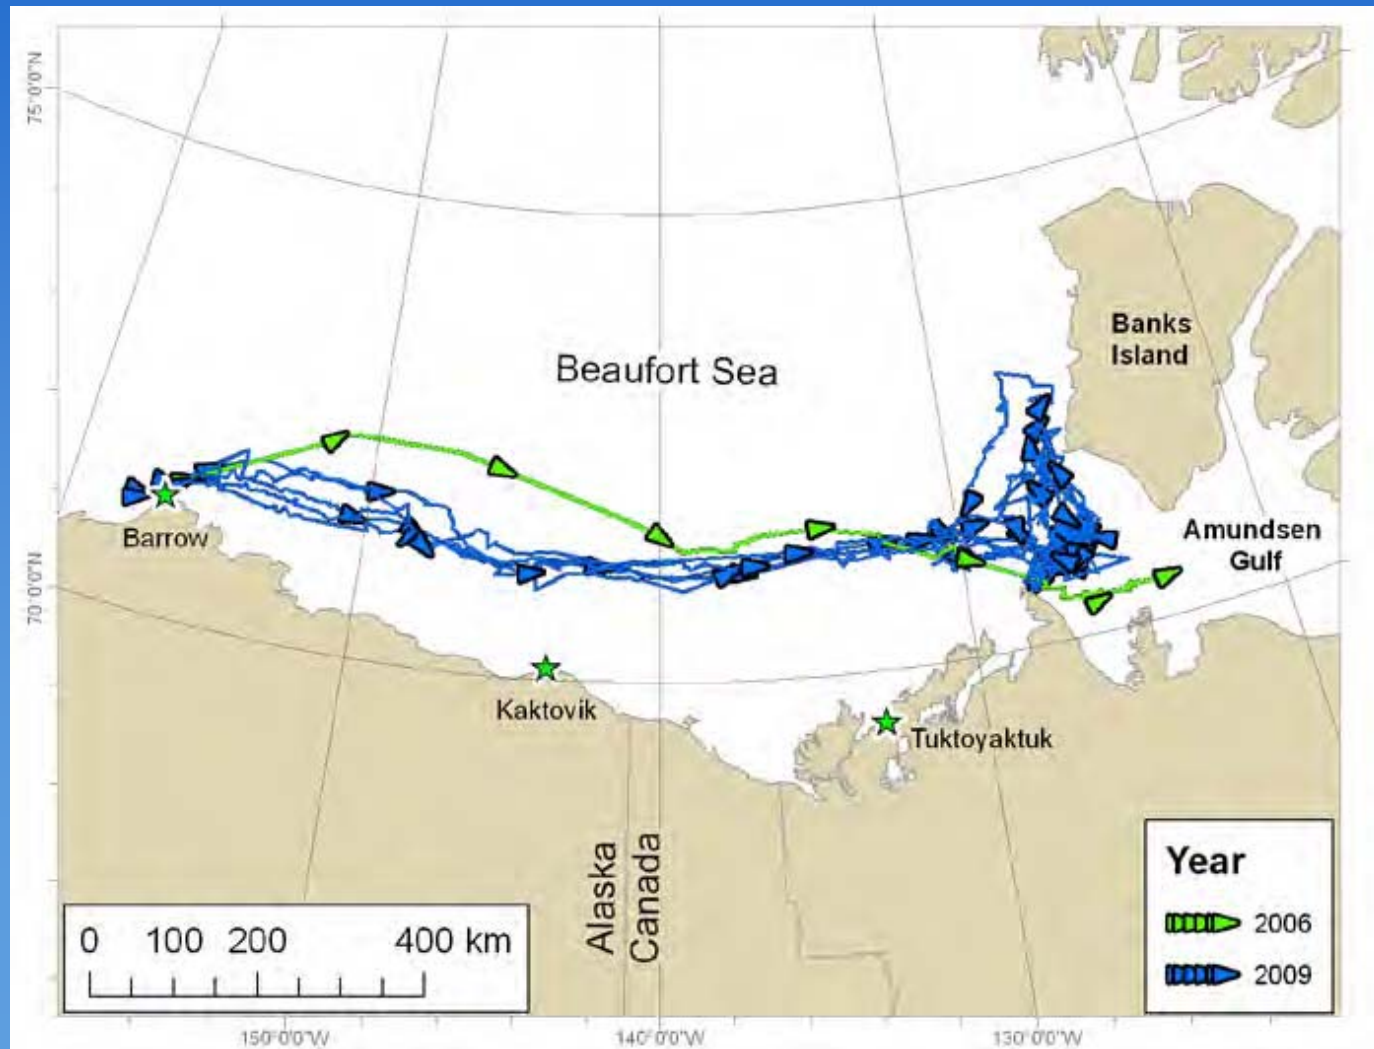 75°0'0"N
Banks
Island
Beaufort Sea
Amundsen
Gulf
Barrow
70°0'0"N
Kaktovik
Tuktoyaktuk
Alaska
Canada
Year
2006
2009
0 100 200 400 km
150°0'0"W
140°0'0"W
130°0'0"W